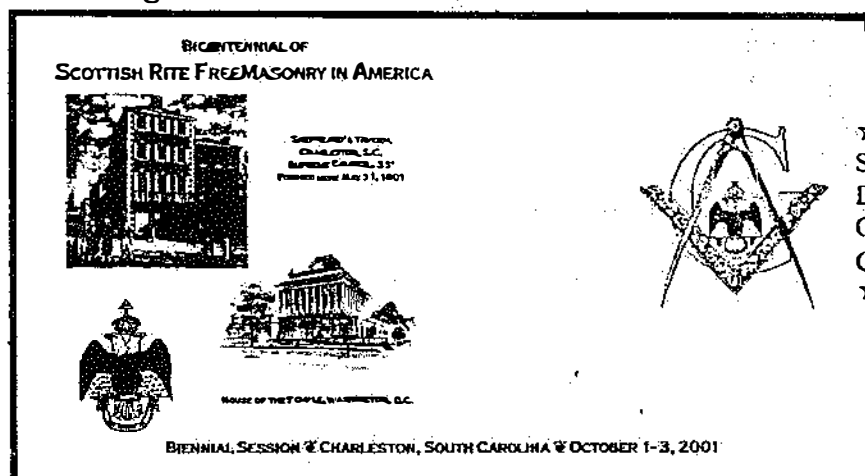 BICENTENNIAL OF
SCOTTISH RITE FREEMASONRY IN AMERICA
SHEPHEARD'S TAVERN,
CHARLESTON, S.C.
SUPREME COUNCIL, 33°
FORMED HERE MAY 31, 1801
G
HOUSE OF THE TEMPLE, WASHINGTON, D.C.
BIENNIAL SESSION ❦ CHARLESTON, SOUTH CAROLINA ❦ OCTOBER 1-3, 2001